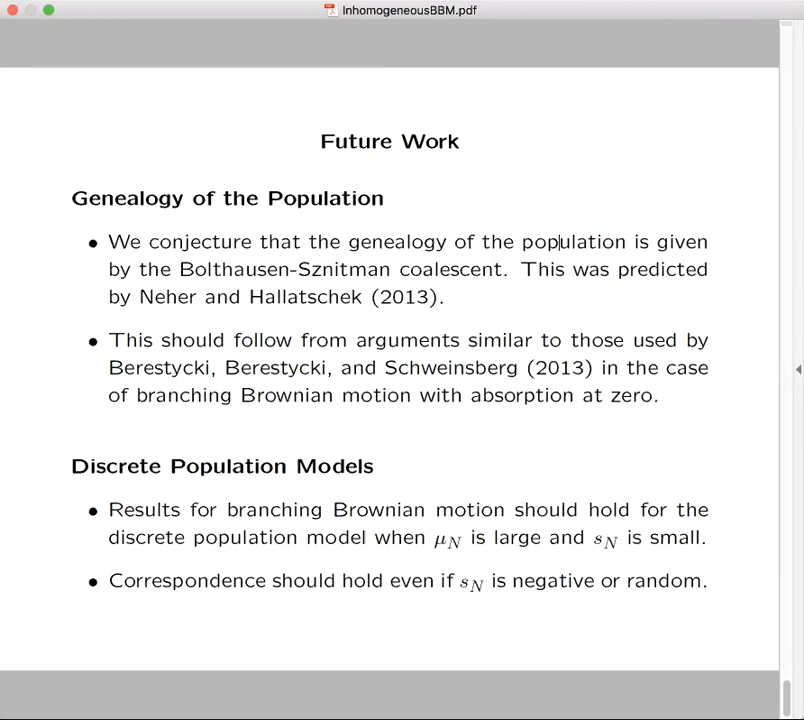 InhomogeneousBBM.pdf
Future Work
Genealogy of the Population
• We conjecture that the genealogy of the population is given
by the Bolthausen-Sznitman coalescent. This was predicted
by Neher and Hallatschek (2013).
• This should follow from arguments similar to those used by
Berestycki, Berestycki, and Schweinsberg (2013) in the case
of branching Brownian motion with absorption at zero.
Discrete Population Models
• Results for branching Brownian motion should hold for the
discrete population model when μ_N is large and s_N is small.
• Correspondence should hold even if s_N is negative or random.